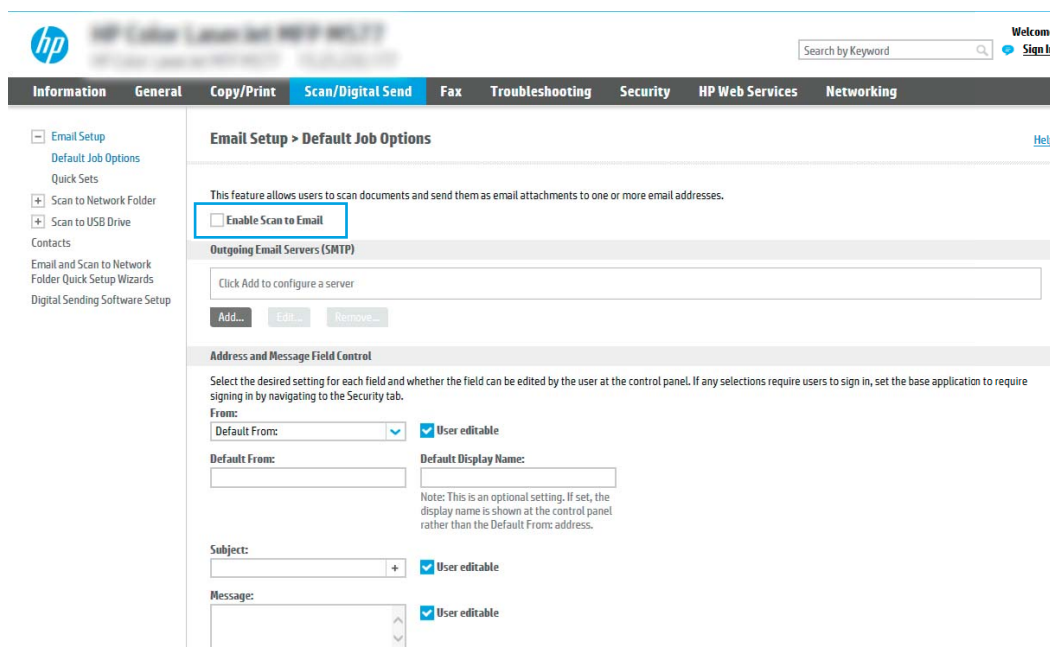 hp
Welcom
Search by Keyword
Sign I
Information General Copy/Print Scan/Digital Send Fax Troubleshooting Security HP Web Services Networking
Email Setup
Default Job Options
Quick Sets
Scan to Network Folder
Scan to USB Drive
Contacts
Email and Scan to Network
Folder Quick Setup Wizards
Digital Sending Software Setup
Email Setup > Default Job Options
Hel
This feature allows users to scan documents and send them as email attachments to one or more email addresses.
Enable Scan to Email
Outgoing Email Servers (SMTP)
Click Add to configure a server
Add... Edit... Remove...
Address and Message Field Control
Select the desired setting for each field and whether the field can be edited by the user at the control panel. If any selections require users to sign in, set the base application to require
signing in by navigating to the Security tab.
From:
Default From: User editable
Default From: Default Display Name:
Note: This is an optional setting. If set, the
display name is shown at the control panel
rather than the Default From: address.
Subject:
+ User editable
Message:
User editable